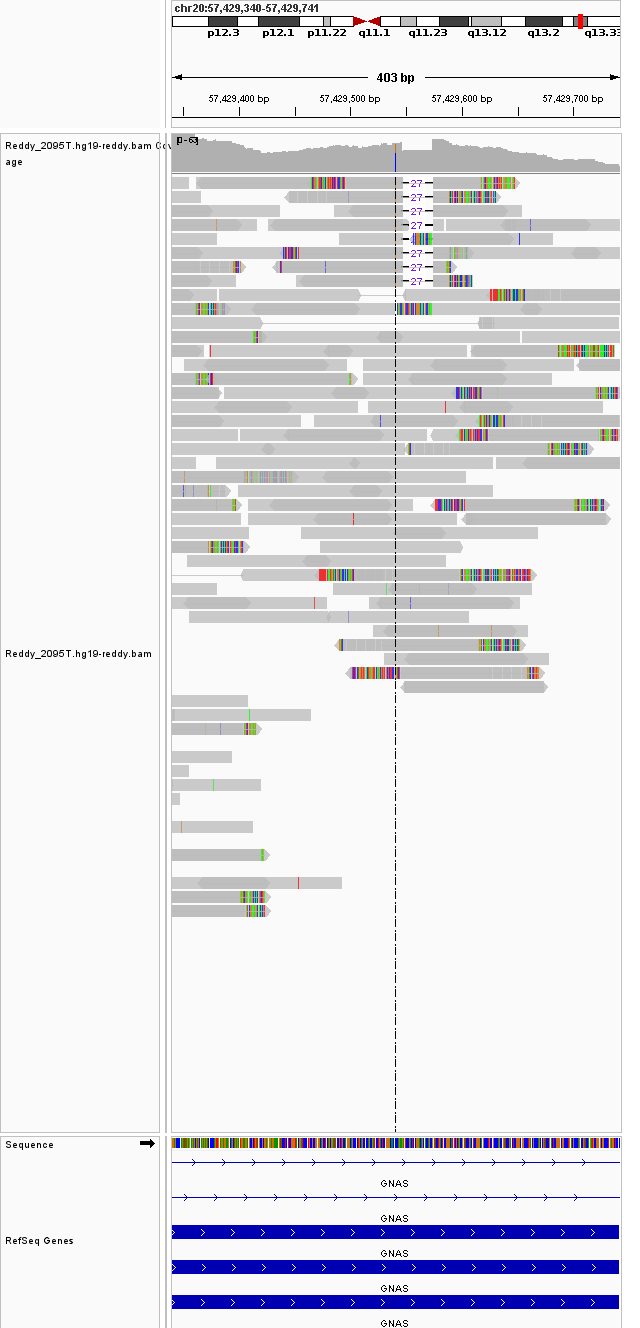 chr20:57,429,340-57,429,741
p12.3 p12.1 p11.22 q11.1 q11.23 q13.12 q13.2 q13.33
403 bp
57,429,400 bp 57,429,500 bp 57,429,600 bp 57,429,700 bp
Reddy_2095T.hg19-reddy.bam Cov
age
[0-63]
27
27
27
27
27
27
27
27
Reddy_2095T.hg19-reddy.bam
Sequence
GNAS
GNAS
RefSeq Genes
GNAS
GNAS
GNAS